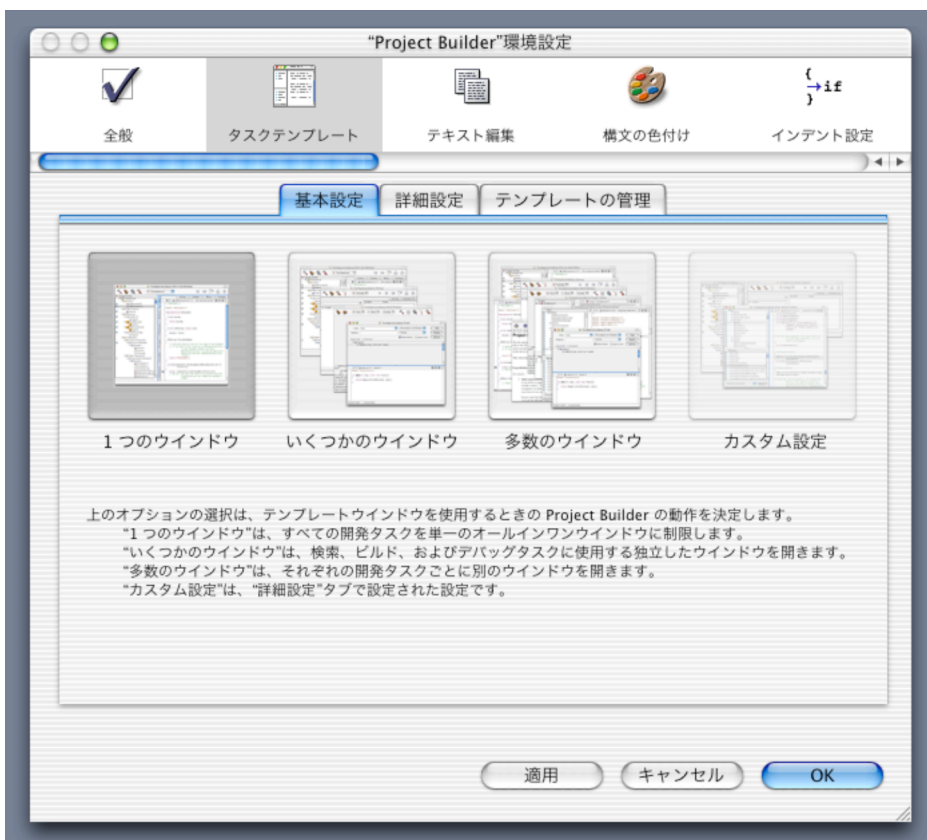 “Project Builder”環境設定
全般
タスクテンプレート
テキスト編集
構文の色付け
{
→if
}
インデント設定
基本設定
詳細設定
テンプレートの管理
1 つのウインドウ
いくつかのウインドウ
多数のウインドウ
カスタム設定
上のオプションの選択は、テンプレートウインドウを使用するときの Project Builder の動作を決定します。
“1 つのウインドウ”は、すべての開発タスクを単一のオールインワンウインドウに制限します。
“いくつかのウインドウ”は、検索、ビルド、およびデバッグタスクに使用する独立したウインドウを開きます。
“多数のウインドウ”は、それぞれの開発タスクごとに別のウインドウを開きます。
“カスタム設定”は、“詳細設定”タブで設定された設定です。
適用
キャンセル
OK